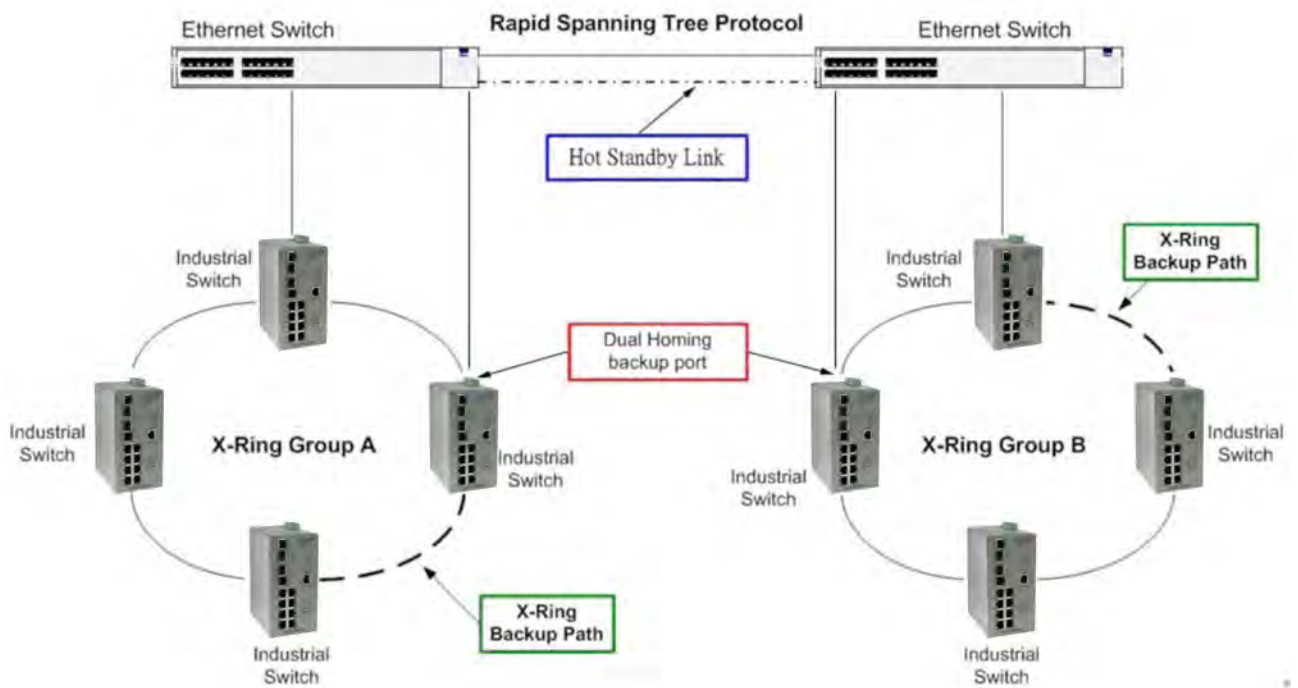 Rapid Spanning Tree Protocol
Ethernet Switch
Ethernet Switch
Hot Standby Link
Industrial
Switch
Industrial
Switch
X-Ring
Backup Path
Dual Homing
backup port
Industrial
Switch
X-Ring Group A
Industrial
Switch
Industrial
Switch
X-Ring Group B
Industrial
Switch
X-Ring
Backup Path
Industrial
Switch
Industrial
Switch